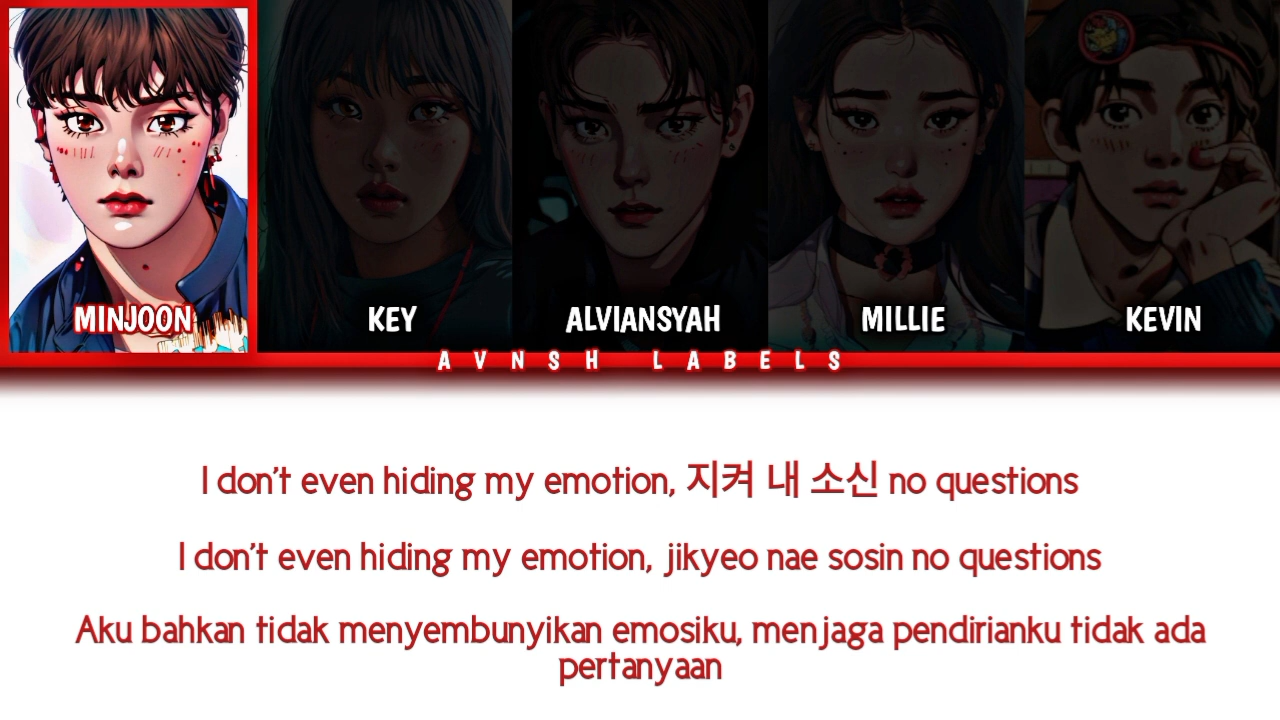 MINJOON
KEY
ALVIANSYAH
MILLIE
KEVIN
AVNSH LABELS
I don't even hiding my emotion, 지켜 내 소신 no questions
I don't even hiding my emotion, jikyeo nae sosin no questions
Aku bahkan tidak menyembunyikan emosiku, menjaga pendirianku tidak ada
pertanyaan